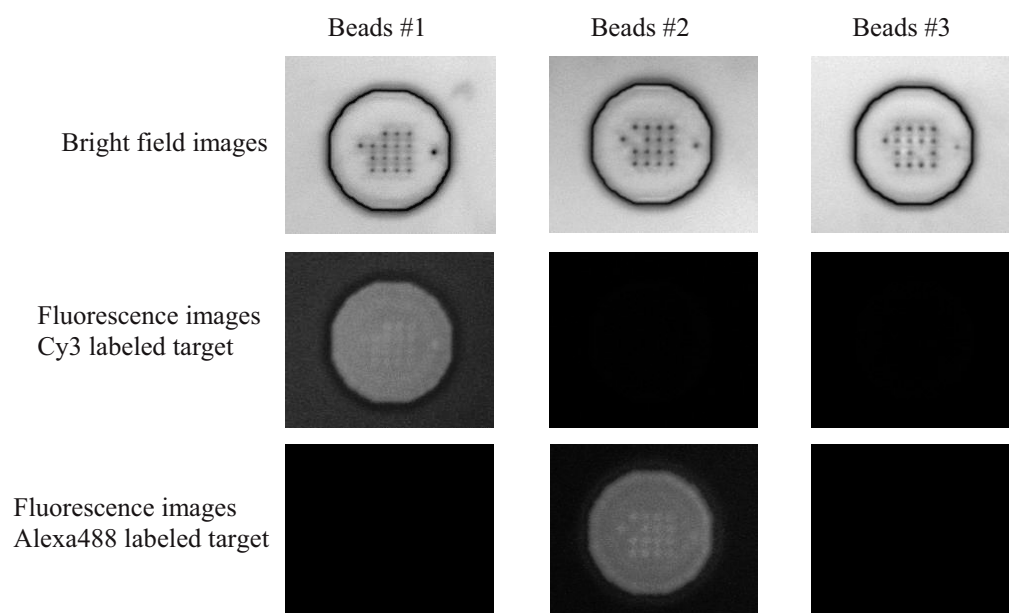 Beads #1 Beads #2 Beads #3
Bright field images
Fluorescence images
Cy3 labeled target
Fluorescence images
Alexa488 labeled target